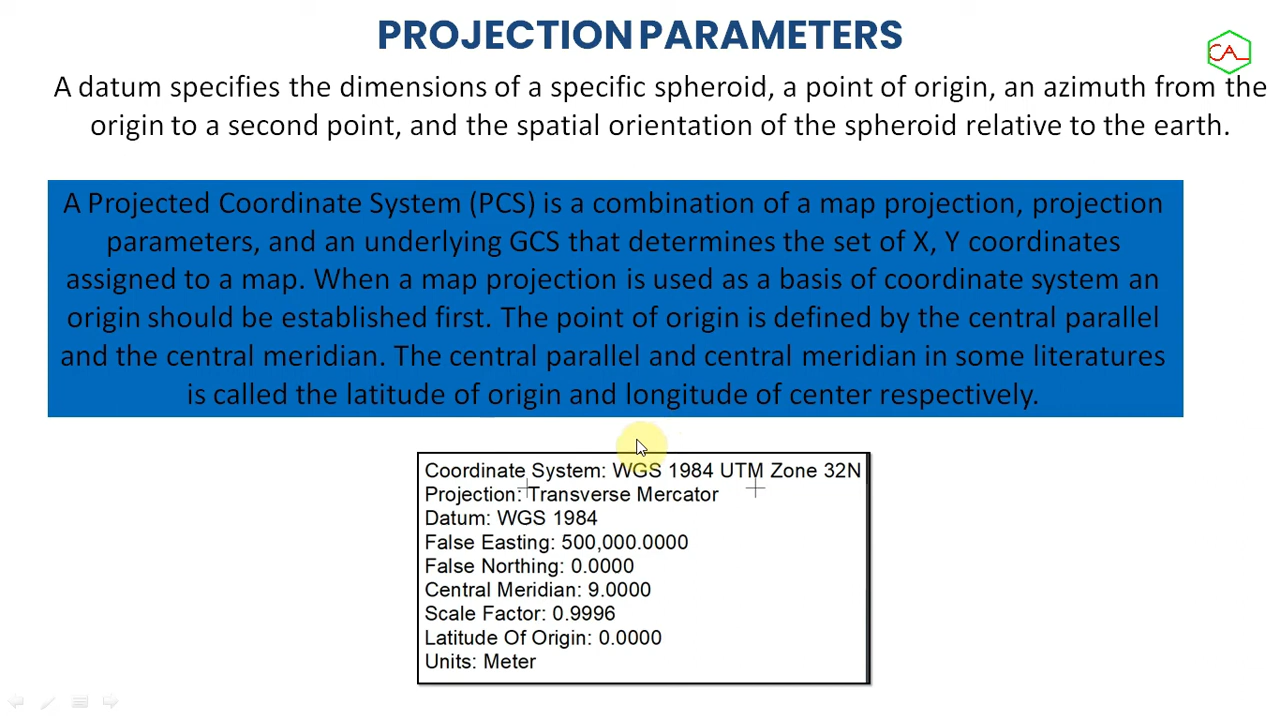 PROJECTION PARAMETERS
CAL
A datum specifies the dimensions of a specific spheroid, a point of origin, an azimuth from the
origin to a second point, and the spatial orientation of the spheroid relative to the earth.
A Projected Coordinate System (PCS) is a combination of a map projection, projection
parameters, and an underlying GCS that determines the set of X, Y coordinates
assigned to a map. When a map projection is used as a basis of coordinate system an
origin should be established first. The point of origin is defined by the central parallel
and the central meridian. The central parallel and central meridian in some literatures
is called the latitude of origin and longitude of center respectively.
Coordinate System: WGS 1984 UTM Zone 32N
Projection: Transverse Mercator
Datum: WGS 1984
False Easting: 500,000.0000
False Northing: 0.0000
Central Meridian: 9.0000
Scale Factor: 0.9996
Latitude Of Origin: 0.0000
Units: Meter